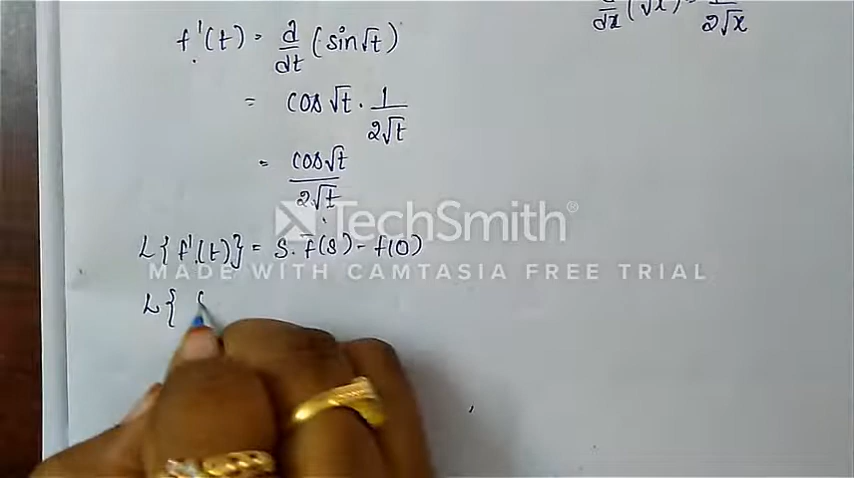 f'(t) = d/dt (sin√t)
d/dx (√x) = 1/2√x
= cos√t · 1/2√t
= cos√t/2√t
TechSmith®
L{f'(t)} = s. f̅(s) - f(0)
MADE WITH CAMTASIA FREE TRIAL
L{